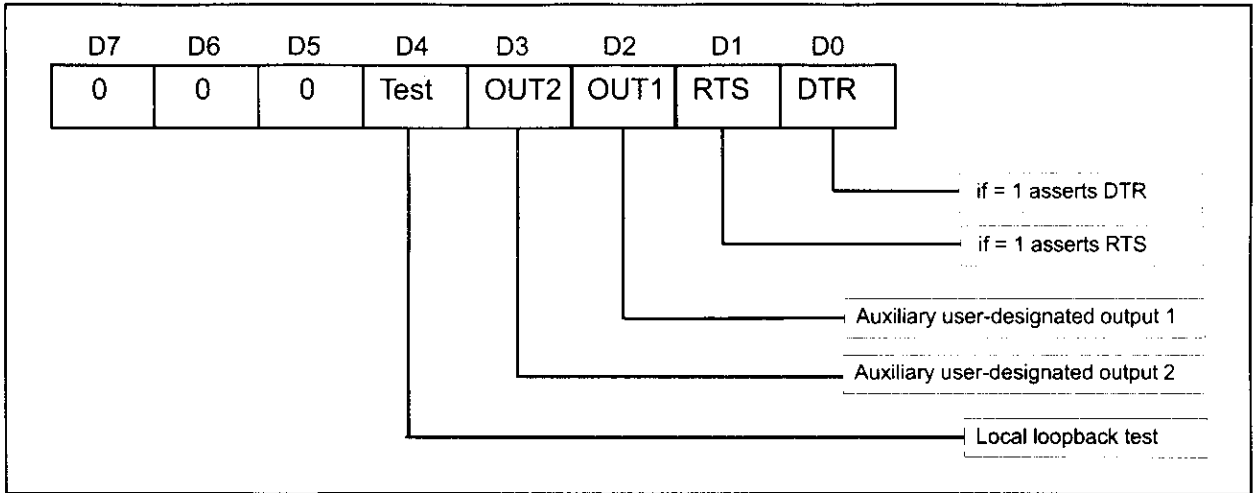 D7 D6 D5 D4 D3 D2 D1 D0
0 0 0 Test OUT2 OUT1 RTS DTR
if = 1 asserts DTR
if = 1 asserts RTS
Auxiliary user-designated output 1
Auxiliary user-designated output 2
Local loopback test